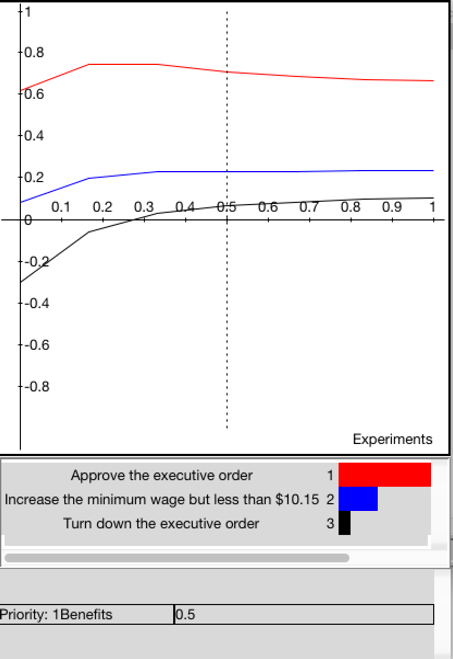 1
0.8
0.6
0.4
0.2
0.1 0.2 0.3 0.4 0.5 0.6 0.7 0.8 0.9 1
0
-0.2
-0.4
-0.6
-0.8
Experiments
Approve the executive order 1
Increase the minimum wage but less than $10.15 2
Turn down the executive order 3
Priority: 1Benefits 0.5